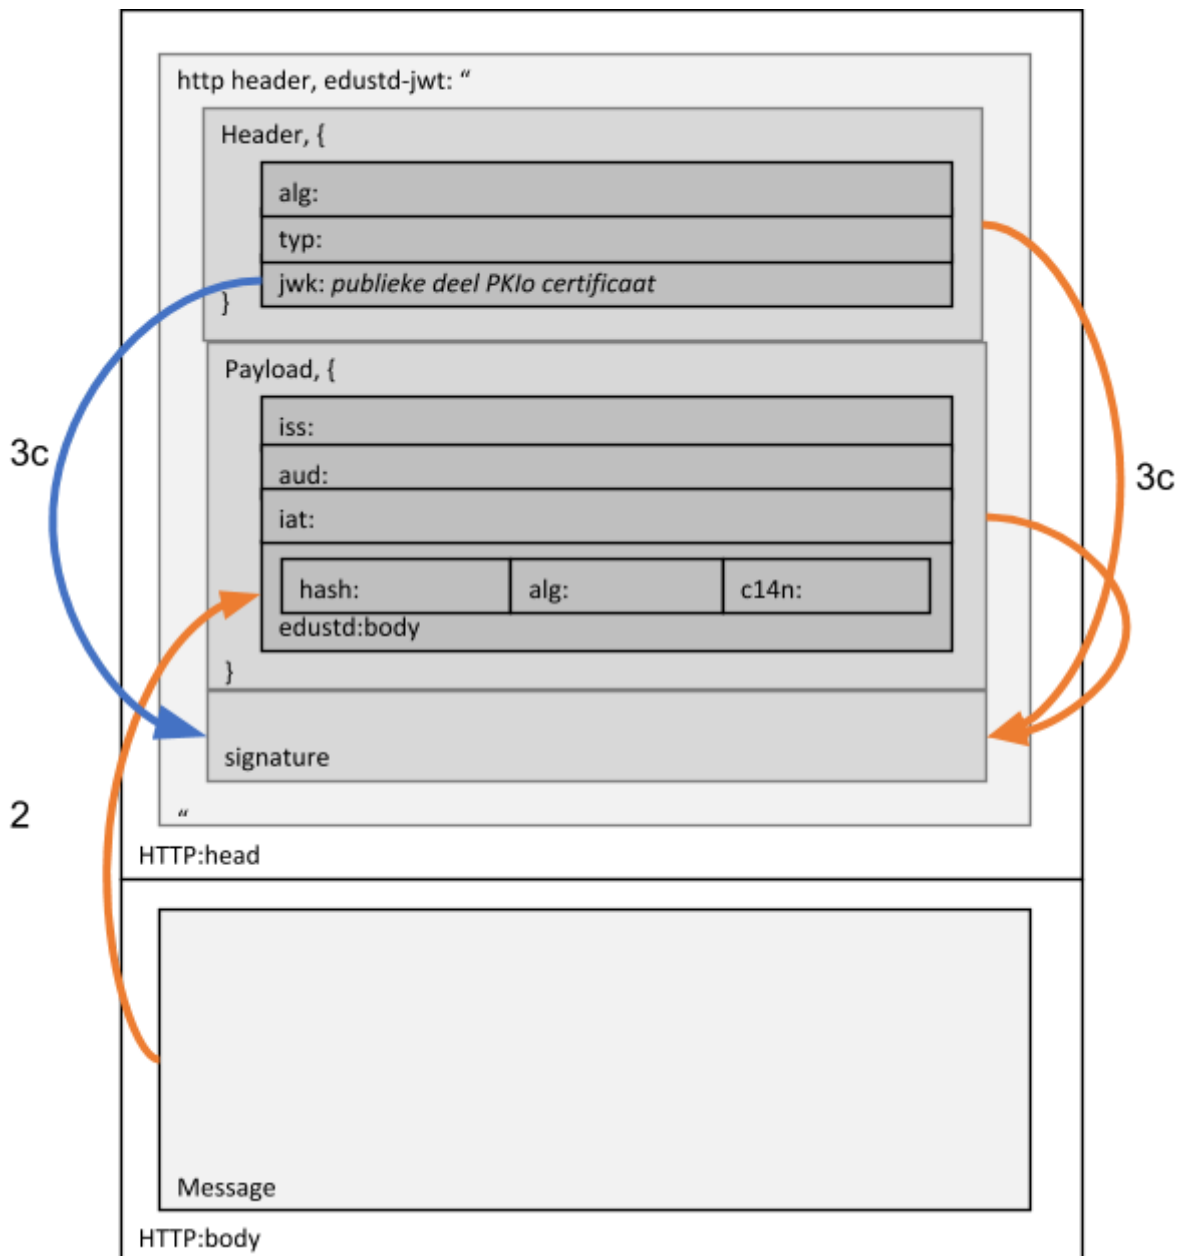 http header, edustd-jwt: “
Header, {
alg:
typ:
jwk: publieke deel PKIo certificaat
}
Payload, {
iss:
3c
3c
aud:
iat:
hash:
alg:
c14n:
edustd:body
}
signature
2
“
HTTP:head
Message
HTTP:body